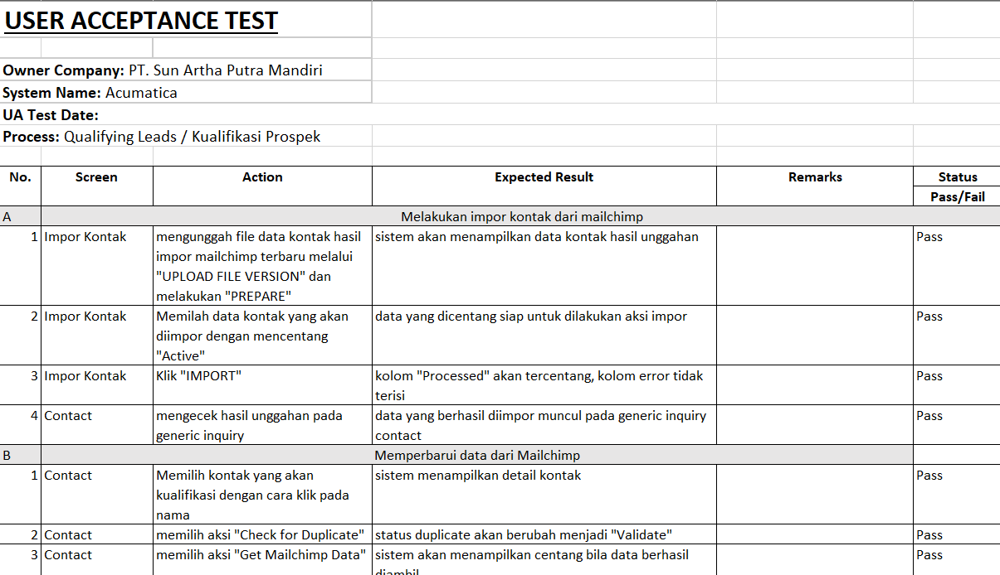 USER ACCEPTANCE TEST
Owner Company: PT. Sun Artha Putra Mandiri
System Name: Acumatica
UA Test Date:
Process: Qualifying Leads / Kualifikasi Prospek
No. Screen Action Expected Result Remarks Status
Pass/Fail
A Melakukan impor kontak dari mailchimp
1 Impor Kontak mengunggah file data kontak hasil sistem akan menampilkan data kontak hasil unggahan Pass
impor mailchimp terbaru melalui
"UPLOAD FILE VERSION" dan
melakukan "PREPARE"
2 Impor Kontak Memilah data kontak yang akan data yang dicentang siap untuk dilakukan aksi impor Pass
diimpor dengan mencentang
"Active"
3 Impor Kontak Klik "IMPORT" kolom "Processed" akan tercentang, kolom error tidak Pass
terisi
4 Contact mengecek hasil unggahan pada data yang berhasil diimpor muncul pada generic inquiry Pass
generic inquiry contact
B Memperbarui data dari Mailchimp
1 Contact Memilih kontak yang akan sistem menampilkan detail kontak Pass
kualifikasi dengan cara klik pada
nama
2 Contact memilih aksi "Check for Duplicate" status duplicate akan berubah menjadi "Validate" Pass
3 Contact memilih aksi "Get Mailchimp Data" sistem akan menampilkan centang bila data berhasil Pass
diambil